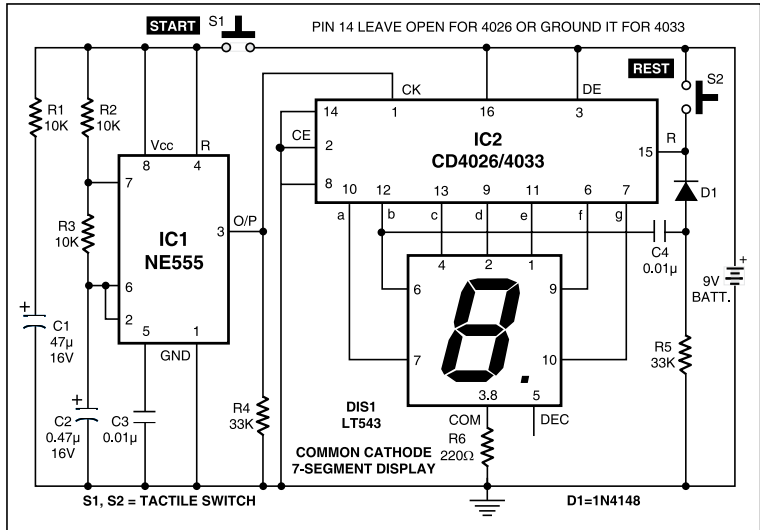 START
S1
PIN 14 LEAVE OPEN FOR 4026 OR GROUND IT FOR 4033
REST
S2
R1
10K
R2
10K
Vcc
8
R
4
CK
1
16
DE
3
14
CE
2
8
IC2
CD4026/4033
R
15
10
12
13
9
11
6
7
a
b
c
d
e
f
g
D1
7
R3
10K
IC1
NE555
O/P
3
6
2
5
1
GND
C4
0.01µ
4
2
1
6
9
7
10
8.
3.8
5
COM
DEC
+
9V
BATT.
R5
33K
+
C1
47µ
16V
+
C2
0.47µ
16V
C3
0.01µ
R4
33K
DIS1
LT543
COMMON CATHODE
7-SEGMENT DISPLAY
R6
220Ω
S1, S2 = TACTILE SWITCH
D1=1N4148